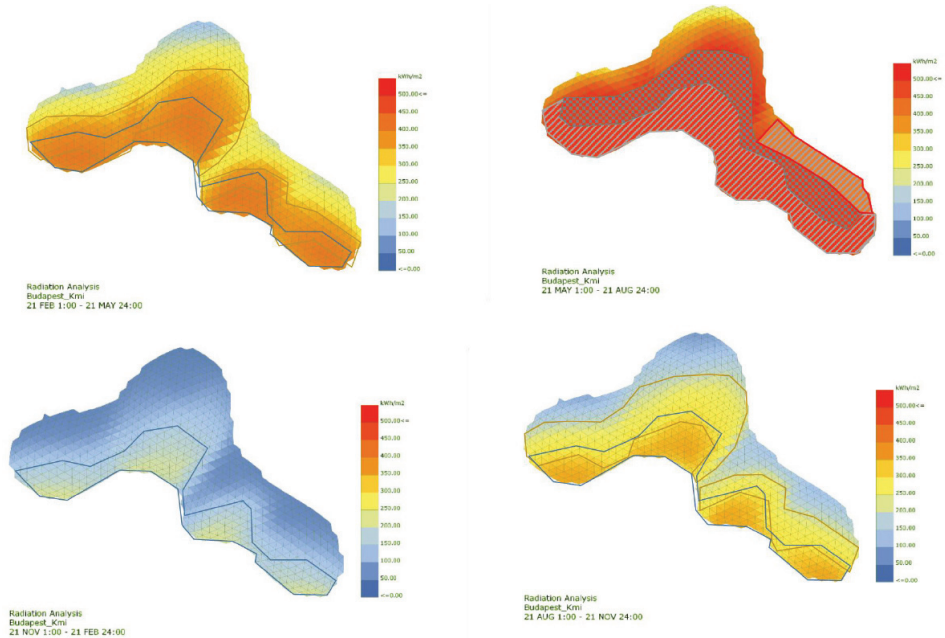 kWh/m2
500.00<=
450.00
400.00
350.00
300.00
250.00
200.00
150.00
100.00
50.00
<=0.00
Radiation Analysis
Budapest_Kmi
21 FEB 1:00 - 21 MAY 24:00
kWh/m2
500.00<=
450.00
400.00
350.00
300.00
250.00
200.00
150.00
100.00
50.00
<=0.00
Radiation Analysis
Budapest_Kmi
21 MAY 1:00 - 21 AUG 24:00
kWh/m2
500.00<=
450.00
400.00
350.00
300.00
250.00
200.00
150.00
100.00
50.00
<=0.00
Radiation Analysis
Budapest_Kmi
21 NOV 1:00 - 21 FEB 24:00
kWh/m2
500.00<=
450.00
400.00
350.00
300.00
250.00
200.00
150.00
100.00
50.00
<=0.00
Radiation Analysis
Budapest_Kmi
21 AUG 1:00 - 21 NOV 24:00